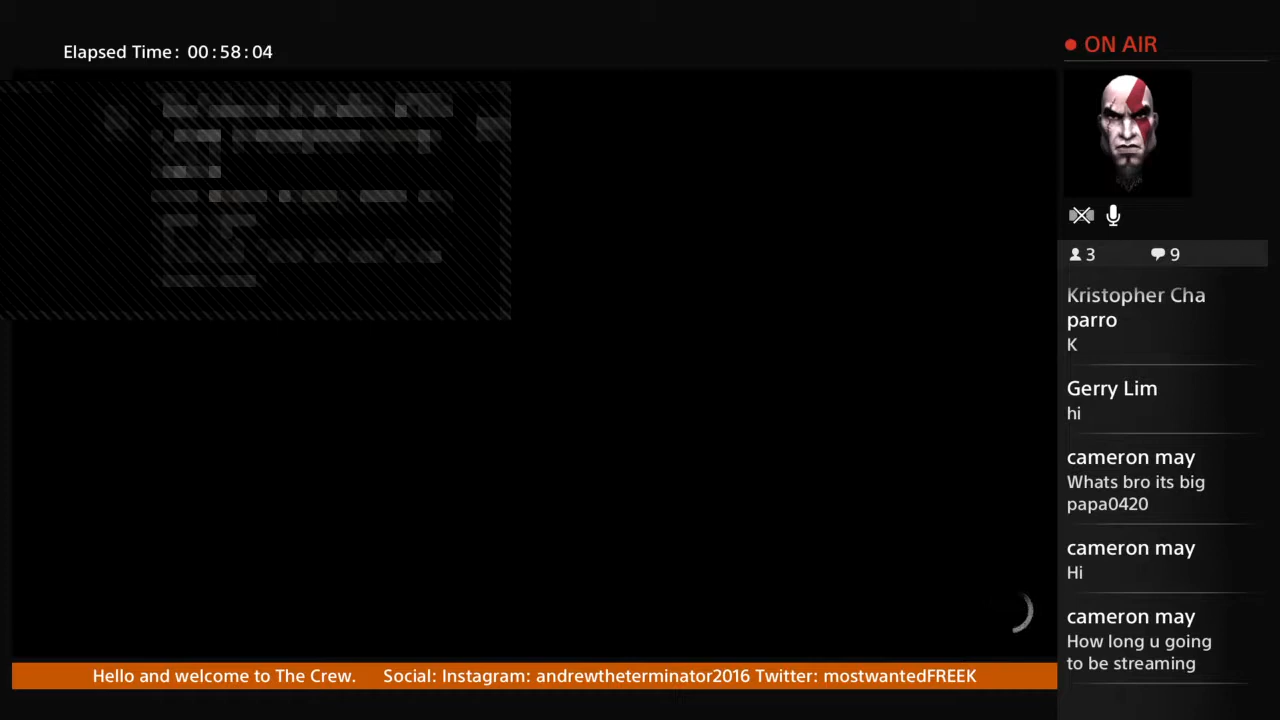 Elapsed Time: 00:58:04
ON AIR
3 9
Kristopher Cha
parro
K
Gerry Lim
hi
cameron may
Whats bro its big
papa0420
cameron may
Hi
cameron may
How long u going
to be streaming
Hello and welcome to The Crew. Social: Instagram: andrewtheterminator2016 Twitter: mostwantedFREEK